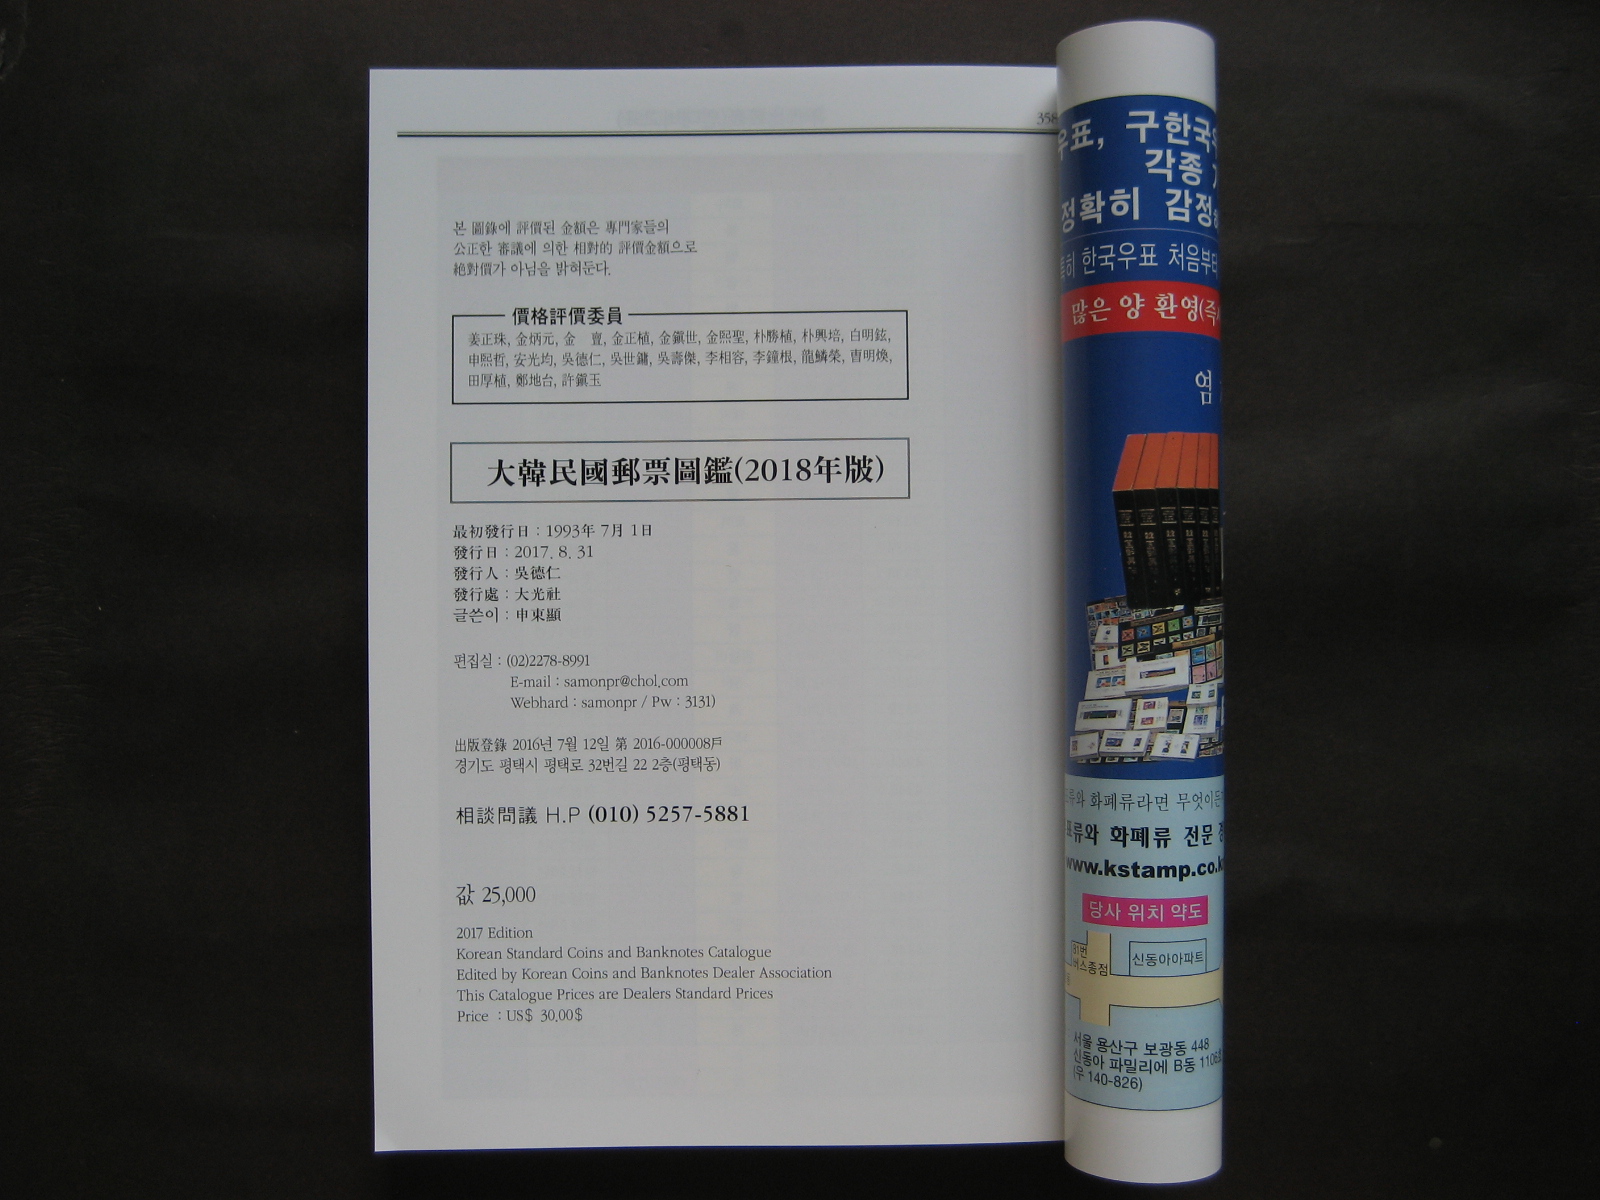 358
본 圖錄에 評價된 金額은 專門家들의
公正한 審議에 의한 相對的 評價金額으로
絶對價가 아님을 밝혀둔다.
價格評價委員
姜正珠, 金炳元, 金 賣, 金正植, 金鎭世, 金熙聖, 朴勝植, 朴興培, 白明鉉,
申熙哲, 安光均, 吳德仁, 吳世鏞, 吳壽傑, 李相容, 李鐘根, 龍鱗榮, 曺明煥,
田厚植, 鄭地台, 許鎭玉
大韓民國郵票圖鑑(2018年版)
最初發行日 : 1993年 7月 1日
發行日 : 2017. 8. 31
發行人 : 吳德仁
發行處 : 大光社
글쓴이 : 申東顯
편집실 : (02)2278-8991
E-mail : samonpr@chol.com
Webhard : samonpr / Pw : 3131)
出版登錄 2016년 7월 12일 第 2016-000008戶
경기도 평택시 평택로 32번길 22 2층(평택동)
相談問議 H.P (010) 5257-5881
값 25,000
2017 Edition
Korean Standard Coins and Banknotes Catalogue
Edited by Korean Coins and Banknotes Dealer Association
This Catalogue Prices are Dealers Standard Prices
Price : US$ 30.00$
우표, 구한국
각종
정확히 감정
특히 한국우표 처음부터
많은 양 환영(즉
엄
화폐류라면 무엇이든
화폐류 전문
www.kstamp.co.k
당사 위치 약도
81번
버스종점
신동아아파트
서울 용산구 보광동 448
신동아 파밀리에 B동 1106
(우 140-826)